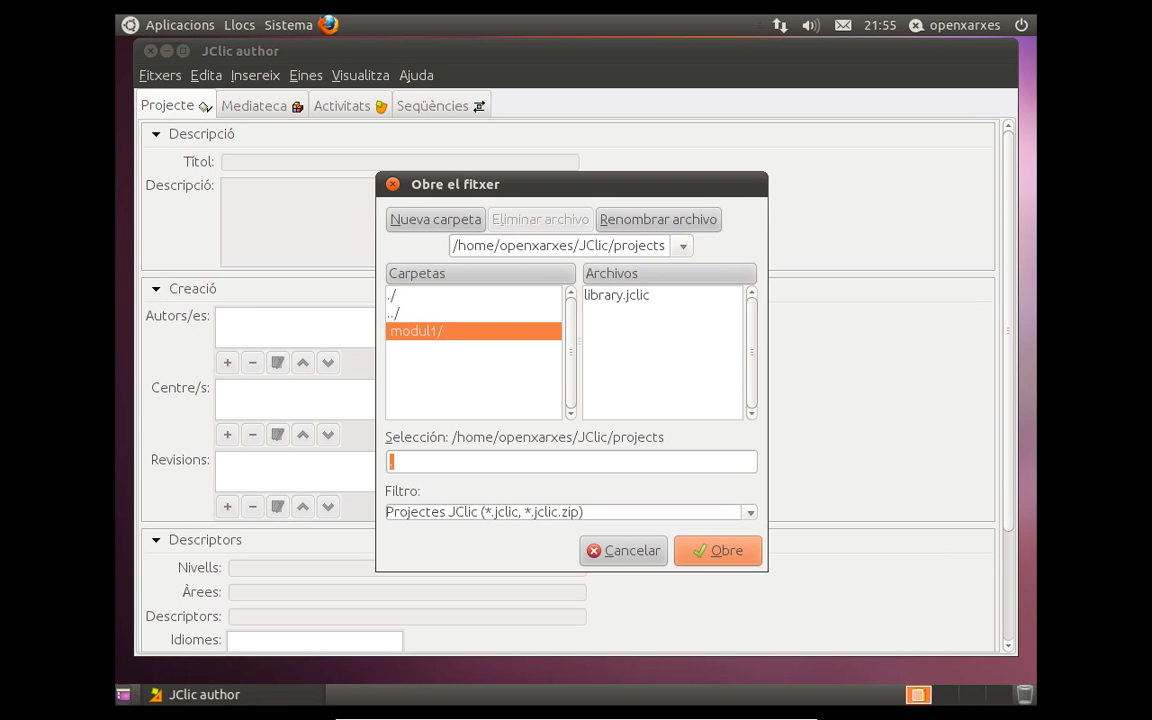 Aplicacions Llocs Sistema 21:55 openxarxes
JClic author
Fitxers Edita Insereix Eines Visualitza Ajuda
Projecte Mediateca Activitats Seqüències
Descripció
Títol:
Descripció:
Obre el fitxer
Nueva carpeta Eliminar archivo Renombrar archivo
/home/openxarxes/JClic/projects
Carpetas Archivos
./ library.jclic
../
modul1/
Selección: /home/openxarxes/JClic/projects
Filtro:
Projectes JClic (*.jclic, *.jclic.zip)
Cancelar Obre
Creació
Autors/es:
Centre/s:
Revisions:
Descriptors
Nivells:
Àrees:
Descriptors:
Idiomes:
JClic author